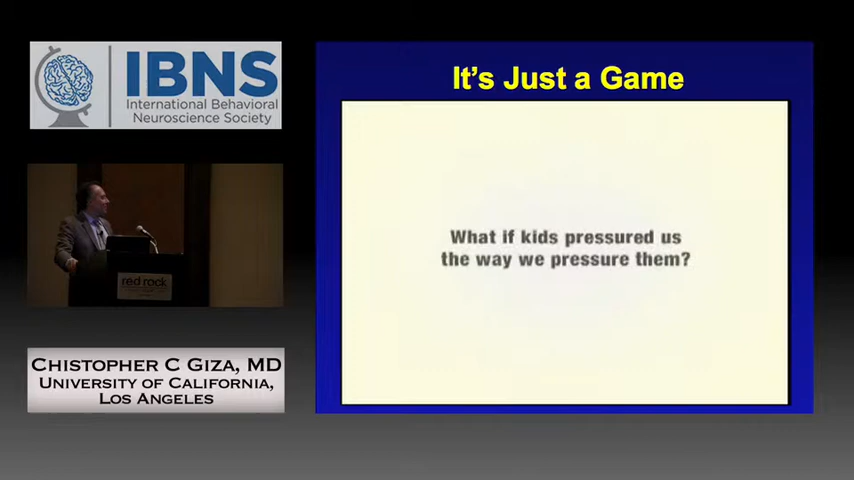 IBNS
International Behavioral
Neuroscience Society
red rock
CHISTOPHER C GIZA, MD
UNIVERSITY OF CALIFORNIA,
LOS ANGELES
It's Just a Game
What if kids pressured us
the way we pressure them?